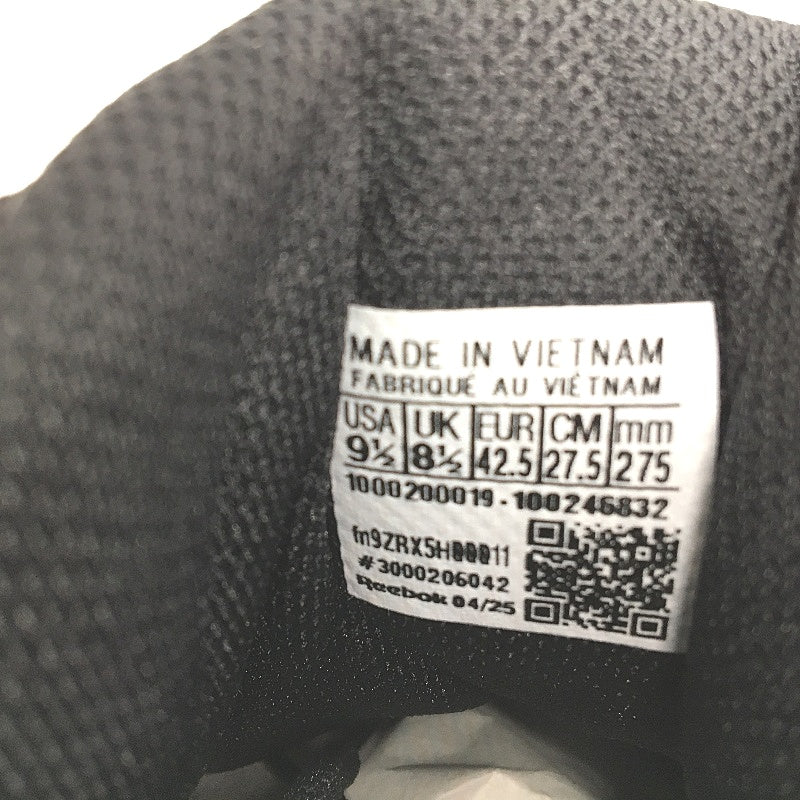 MADE IN VIETNAM
FABRIQUÉ AU VIÊTNAM
USA UK EUR CM mm
9½ 8½ 42.5 27.5 275
1000200019-100246832
#3000206042
Reebok 04/25